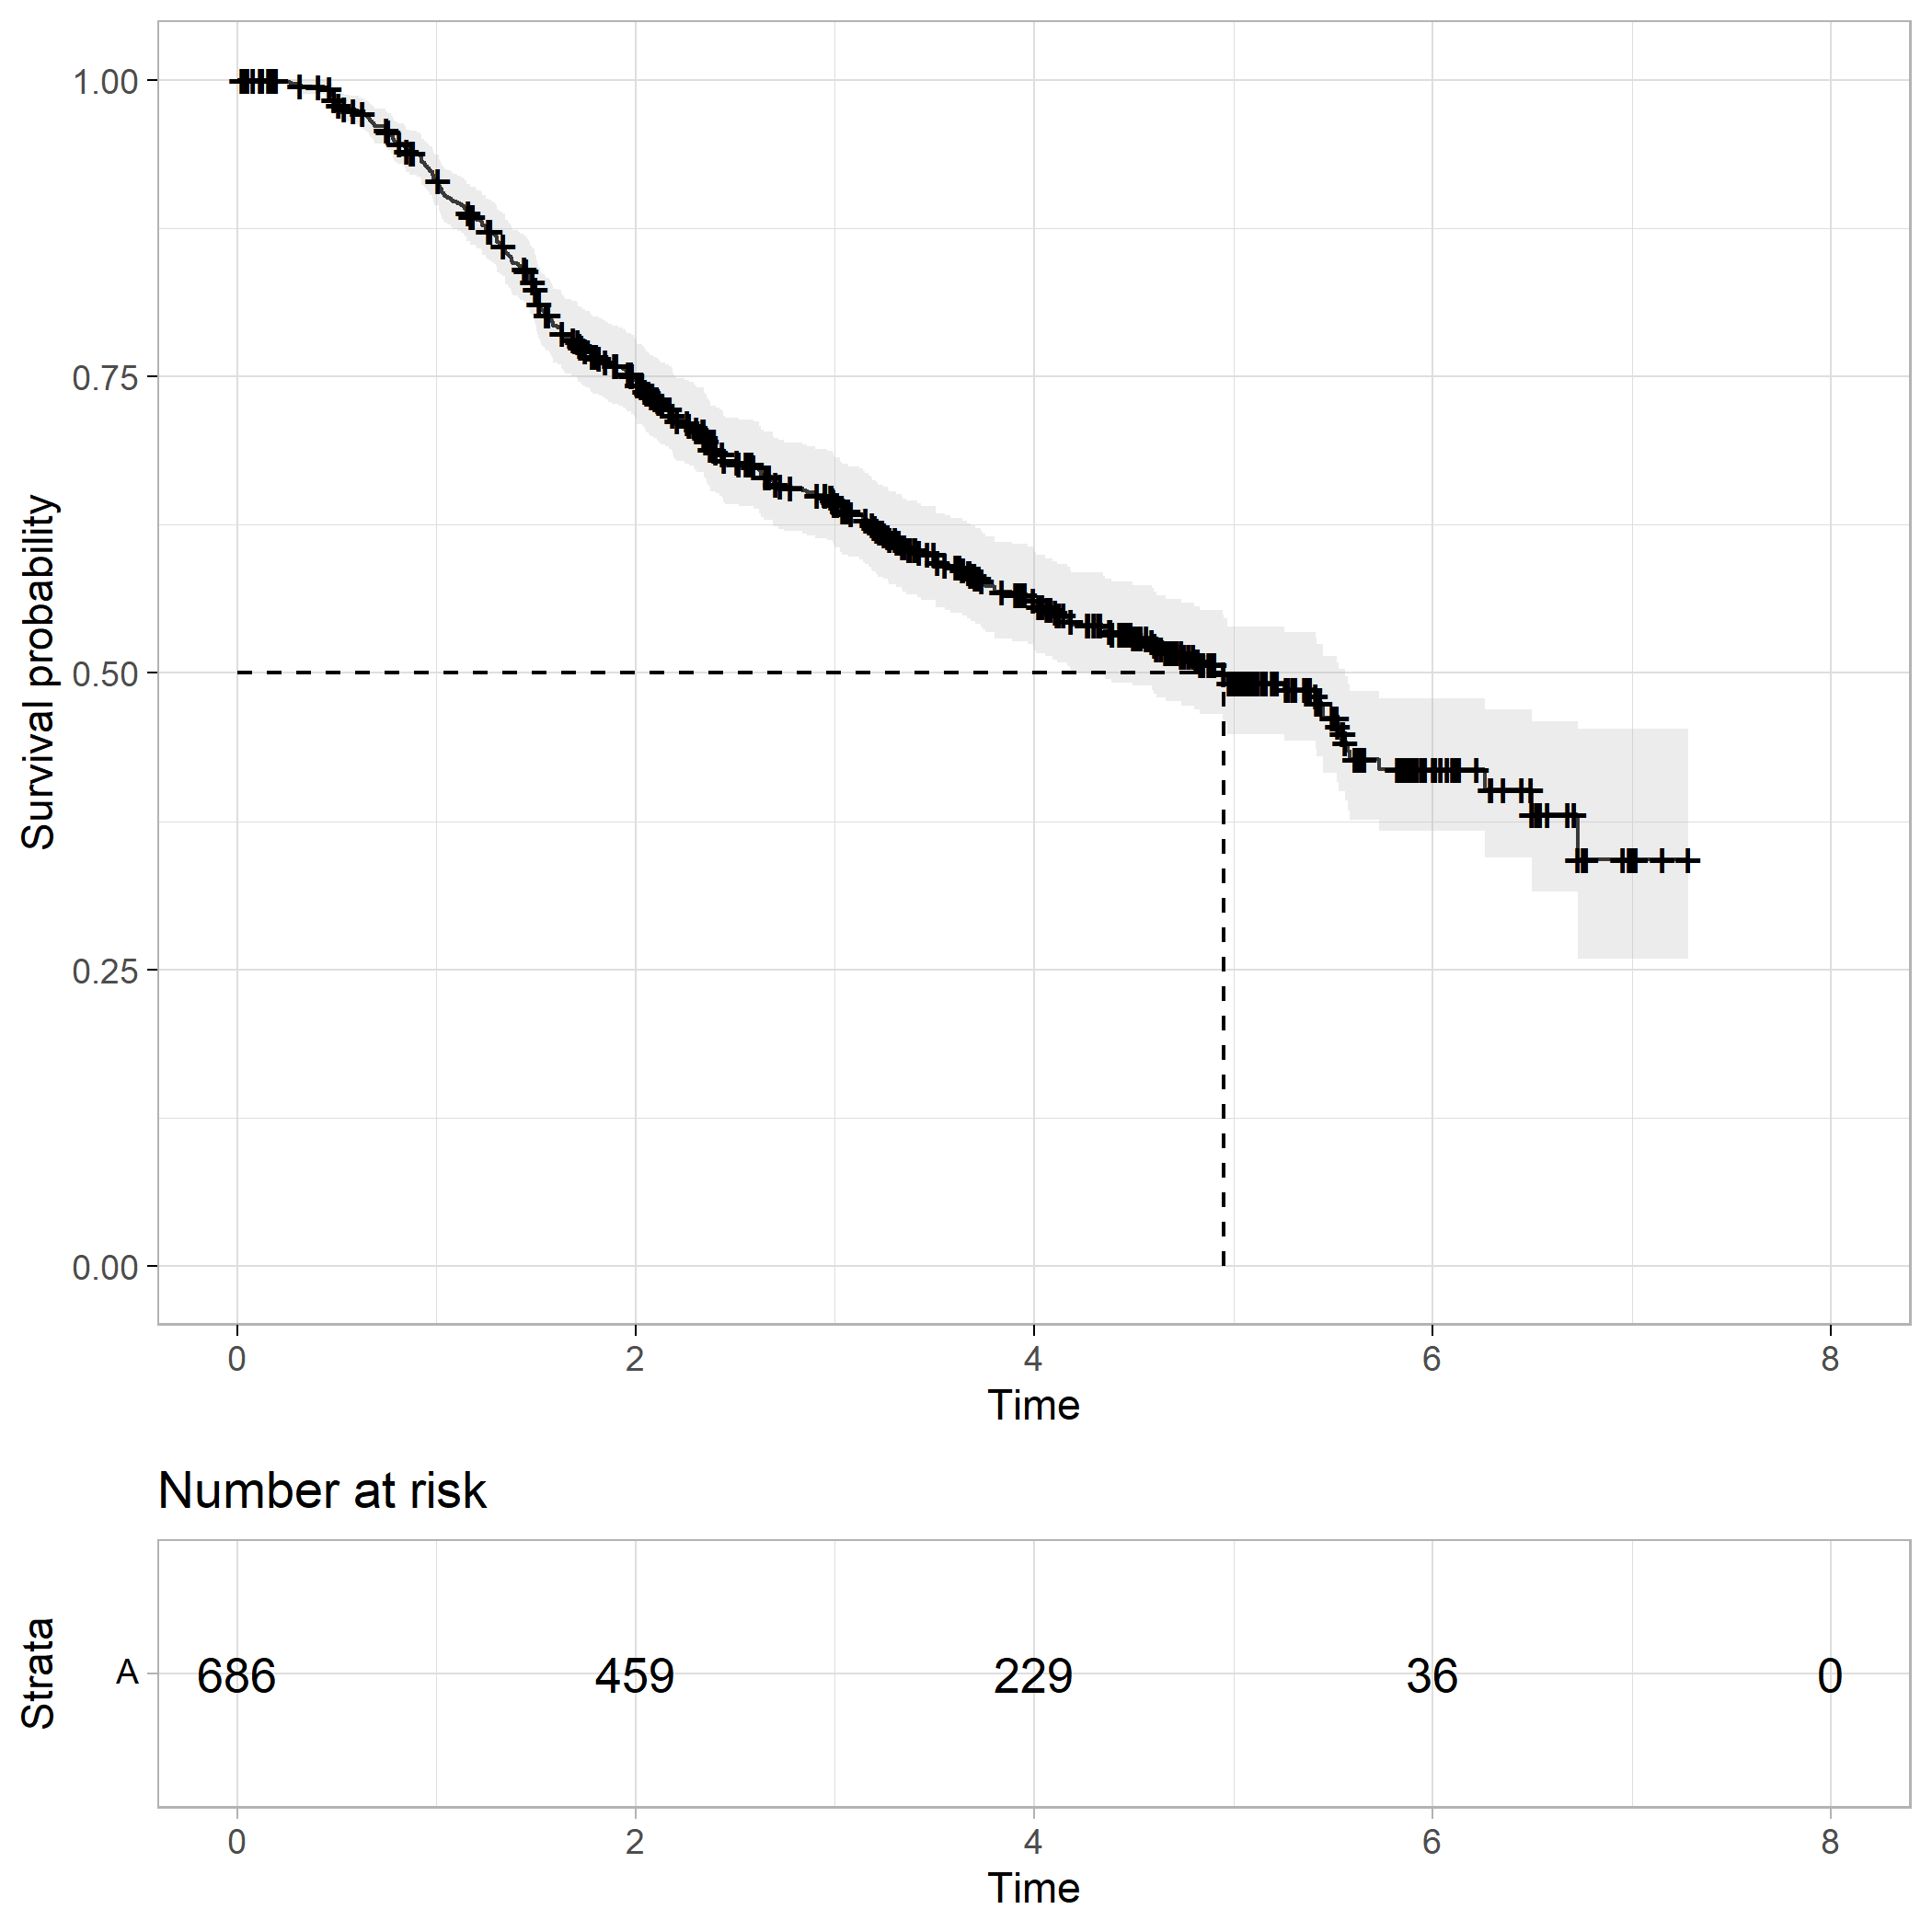 1.00
0.75
0.50
0.25
0.00
Survival probability
0 2 4 6 8
Time
Number at risk
Strata
A 686 459 229 36 0
0 2 4 6 8
Time